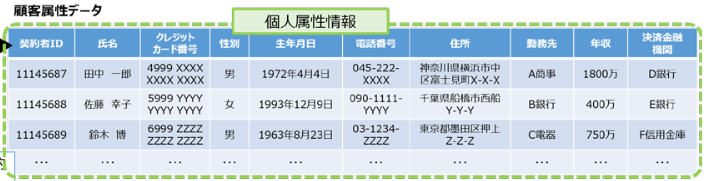 顧客属性データ
個人属性情報
契約者ID 氏名 クレジットカード番号 性別 生年月日 電話番号 住所 勤務先 年収 決済金融機関
11145687 田中 一郎 4999 XXXX XXXX XXXX 男 1972年4月4日 045-222-XXXX 神奈川県横浜市中区富士見町X-X-X A商事 1800万 D銀行
11145688 佐藤 幸子 5999 YYYY YYYY YYYY 女 1993年12月9日 090-1111-YYYY 千葉県船橋市西船Y-Y-Y B銀行 400万 E銀行
11145689 鈴木 博 6999 ZZZZ ZZZZ ZZZZ 男 1963年8月23日 03-1234-ZZZZ 東京都墨田区押上Z-Z-Z C電器 750万 F信用金庫
… … … … … … … … … …